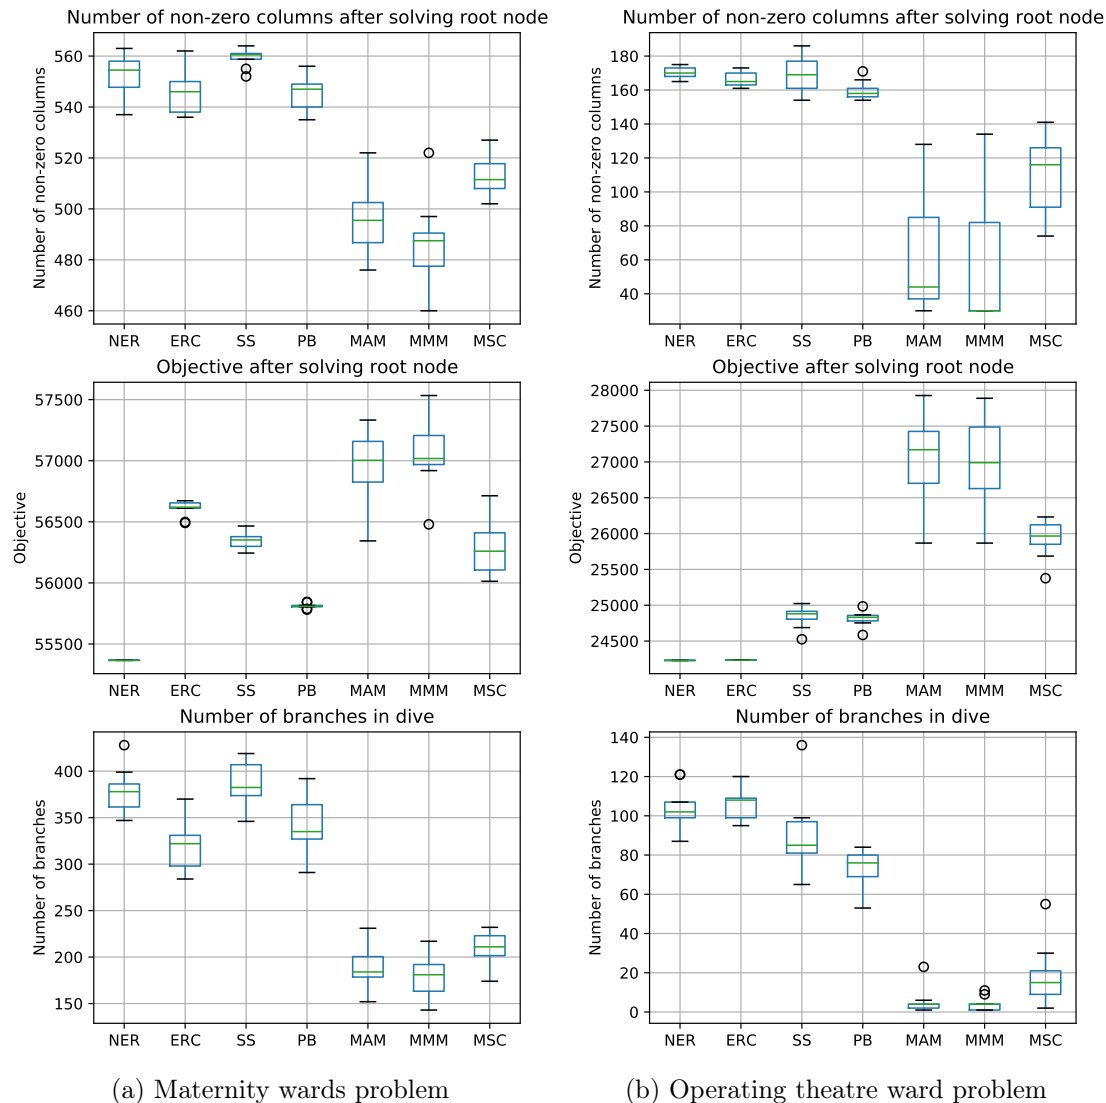 Number of non-zero columns after solving root node
Number of non-zero columns
560
540
520
500
480
460
NER ERC SS PB MAM MMM MSC
Objective after solving root node
Objective
57500
57000
56500
56000
55500
NER ERC SS PB MAM MMM MSC
Number of branches in dive
Number of branches
400
350
300
250
200
150
NER ERC SS PB MAM MMM MSC
(a) Maternity wards problem
Number of non-zero columns after solving root node
Number of non-zero columns
180
160
140
120
100
80
60
40
NER ERC SS PB MAM MMM MSC
Objective after solving root node
Objective
28000
27500
27000
26500
26000
25500
25000
24500
NER ERC SS PB MAM MMM MSC
Number of branches in dive
Number of branches
140
120
100
80
60
40
20
0
NER ERC SS PB MAM MMM MSC
(b) Operating theatre ward problem